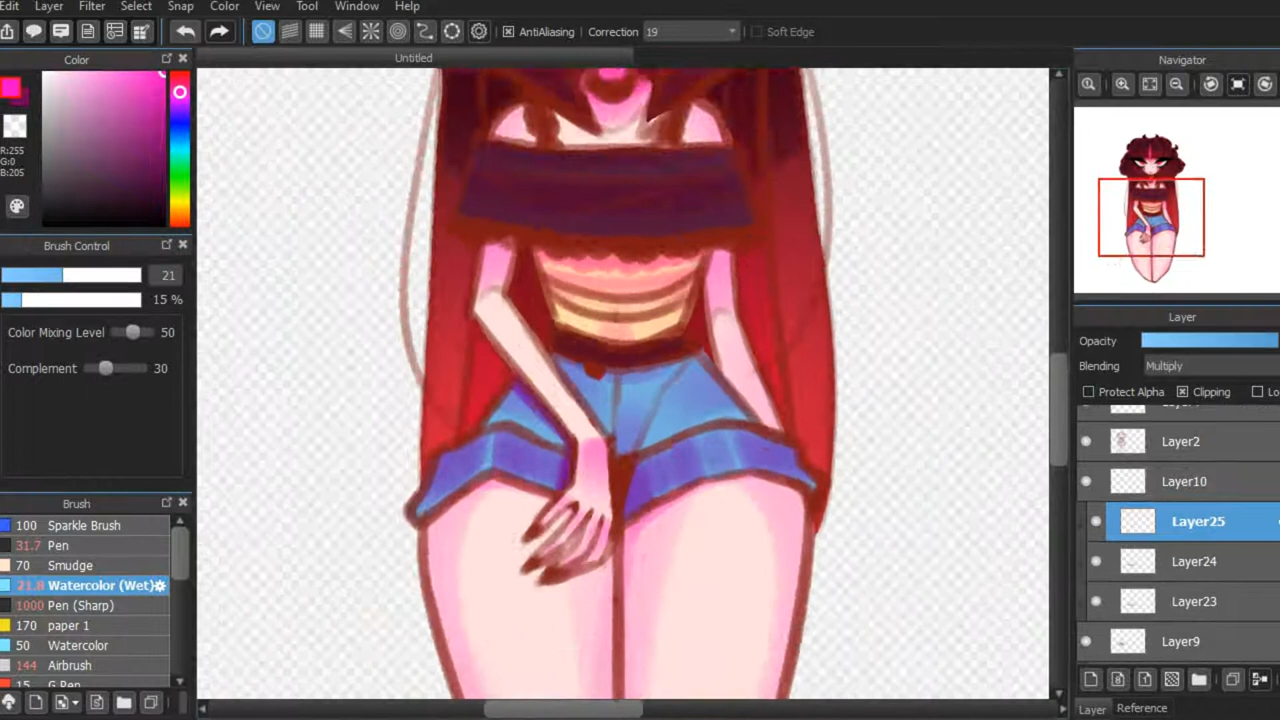 Edit Layer Filter Select Snap Color View Tool Window Help
AntiAliasing Correction 19 Soft Edge
Color
Untitled
Navigator
R:255
G:0
B:205
Brush Control
21
15 %
Color Mixing Level 50
Complement 30
Layer
Opacity
Blending Multiply
Protect Alpha Clipping Lo
Layer2
Layer10
Layer25
Layer24
Layer23
Layer9
Brush
100 Sparkle Brush
31.7 Pen
70 Smudge
21.8 Watercolor (Wet)
1000 Pen (Sharp)
170 paper 1
50 Watercolor
144 Airbrush
15 G Pen
Layer Reference